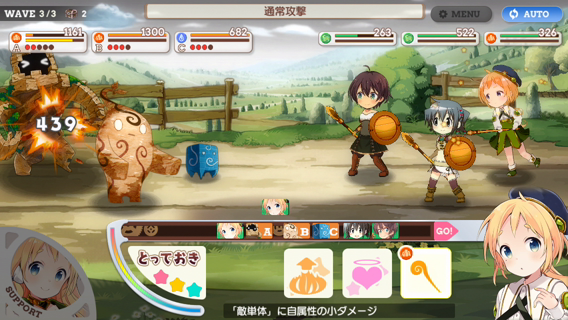 WAVE 3/3 2
通常攻撃
MENU
AUTO
1161
A
1300
B
682
C
263
522
326
439
A
B
C
GO!
とっておき
SUPPORT
「敵単体」に自属性の小ダメージ